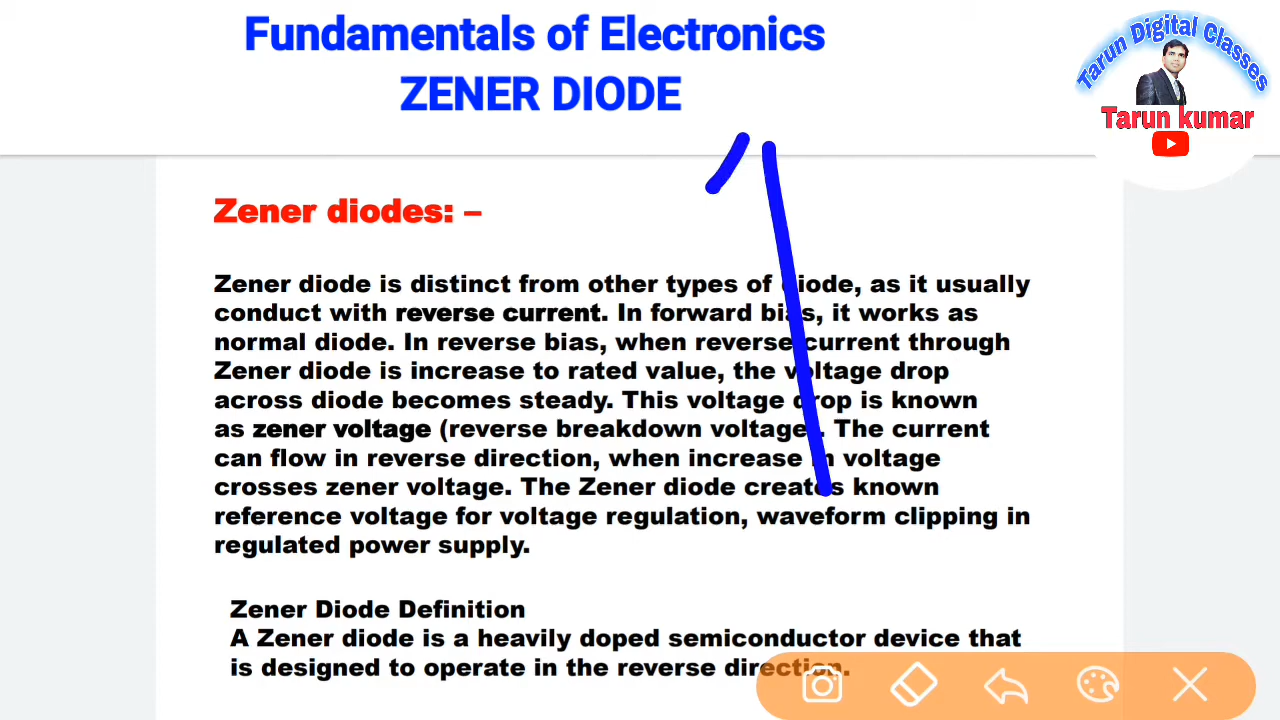 Fundamentals of Electronics
ZENER DIODE
Tarun Digital Classes
Tarun kumar
Zener diodes: –
Zener diode is distinct from other types of diode, as it usually
conduct with reverse current. In forward bias, it works as
normal diode. In reverse bias, when reverse current through
Zener diode is increase to rated value, the voltage drop
across diode becomes steady. This voltage drop is known
as zener voltage (reverse breakdown voltage). The current
can flow in reverse direction, when increase in voltage
crosses zener voltage. The Zener diode creates known
reference voltage for voltage regulation, waveform clipping in
regulated power supply.
Zener Diode Definition
A Zener diode is a heavily doped semiconductor device that
is designed to operate in the reverse direction.